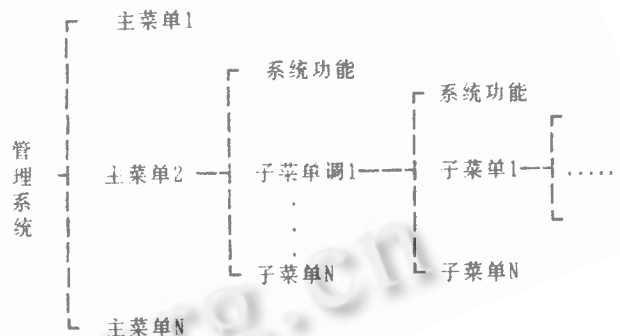 主菜单1
系统功能
系统功能
管理系统
主菜单2
子菜单调1
子菜单1
.....
子菜单N
子菜单N
主菜单N
rg.cn